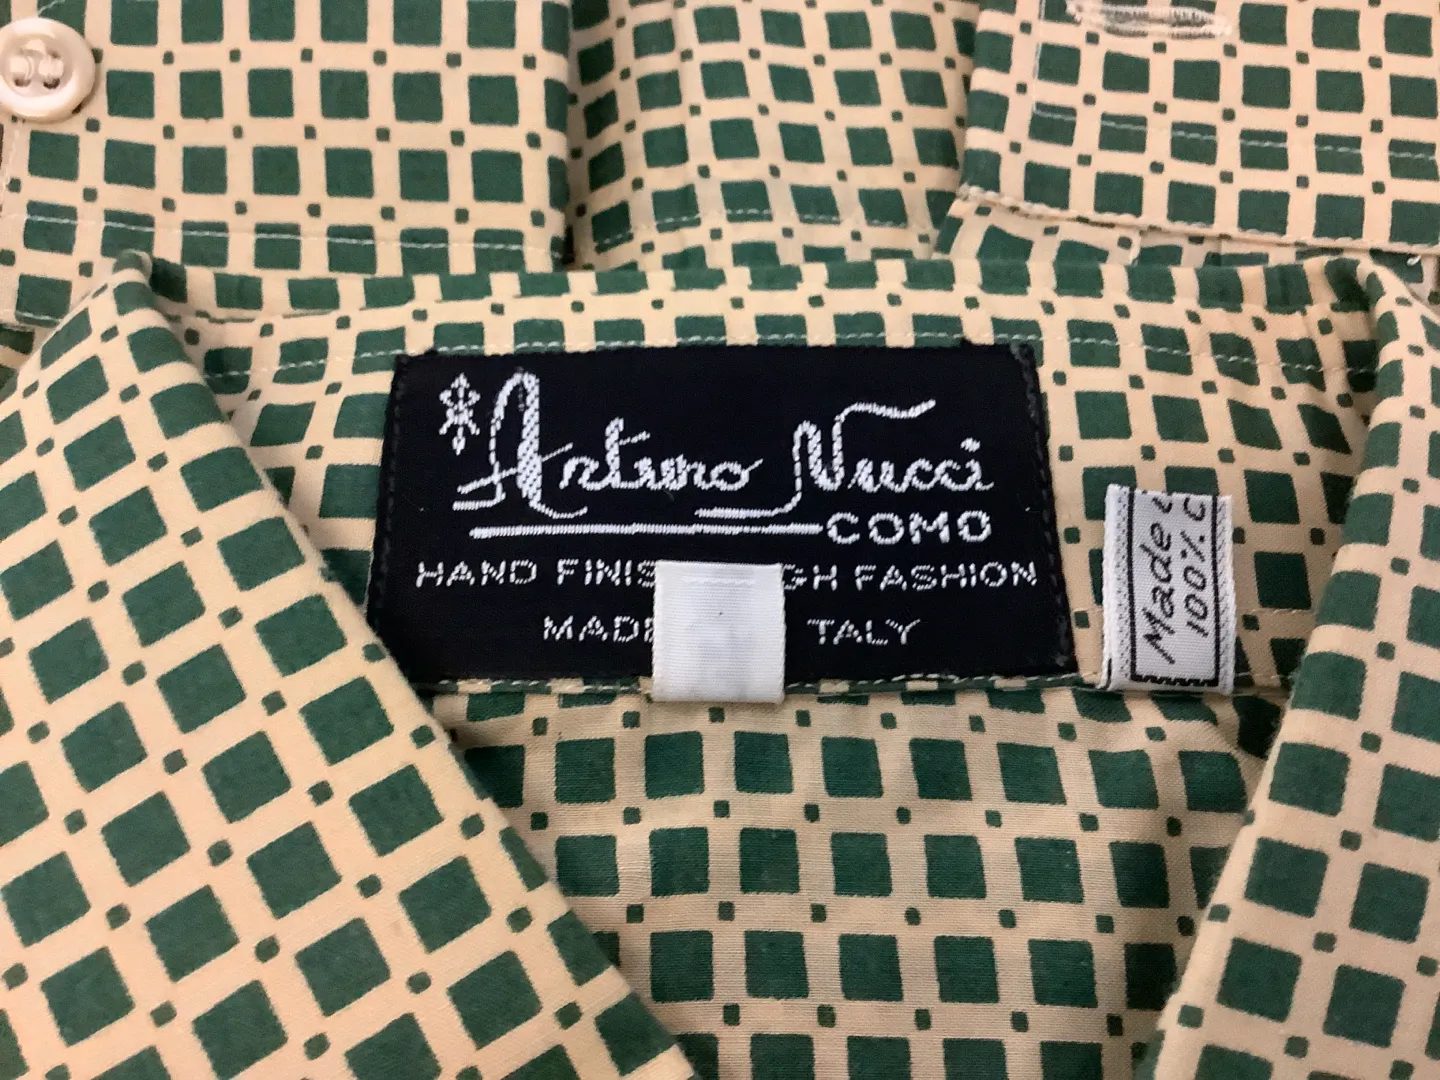 Arturo Nucci
COMO
HAND FINIS GH FASHION
MADE TALY
Made
100% C